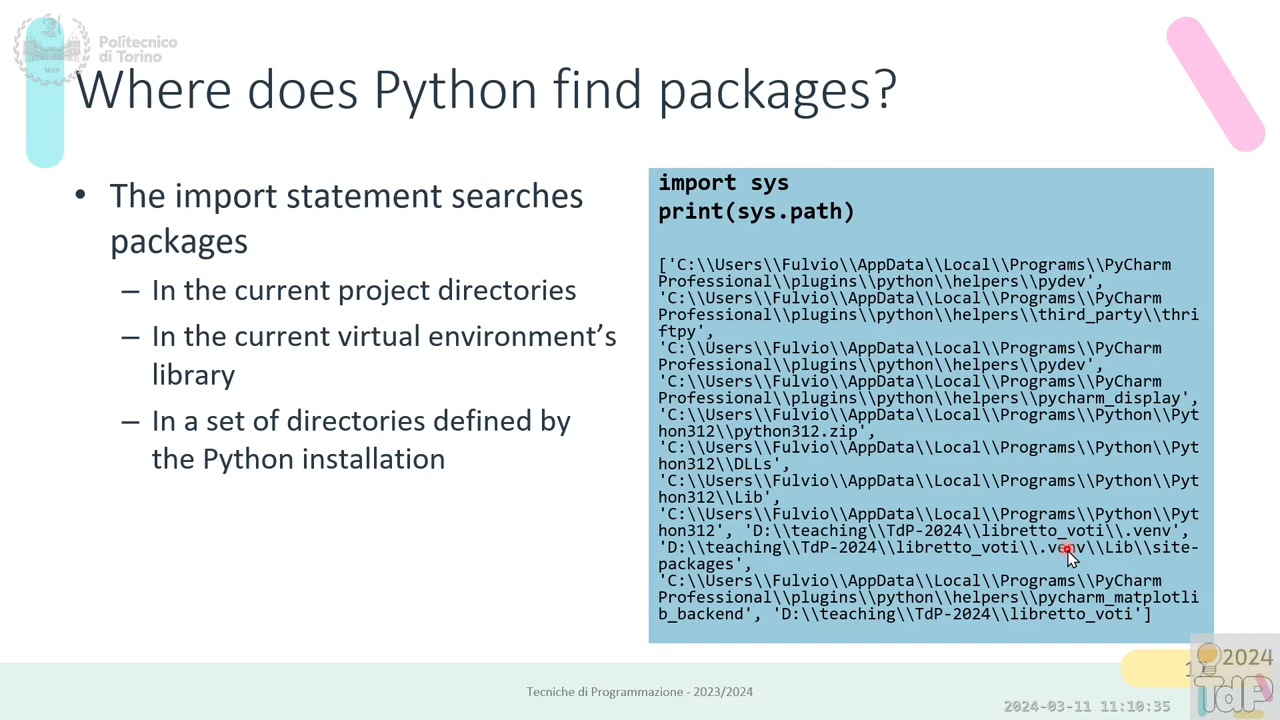 Politecnico
di Torino
Where does Python find packages?
• The import statement searches
packages
– In the current project directories
– In the current virtual environment's
library
– In a set of directories defined by
the Python installation
import sys
print(sys.path)
['C:\\Users\\Fulvio\\AppData\\Local\\Programs\\PyCharm
Professional\\plugins\\python\\helpers\\pydev',
'C:\\Users\\Fulvio\\AppData\\Local\\Programs\\PyCharm
Professional\\plugins\\python\\helpers\\third_party\\thri
ftpy',
'C:\\Users\\Fulvio\\AppData\\Local\\Programs\\PyCharm
Professional\\plugins\\python\\helpers\\pydev',
'C:\\Users\\Fulvio\\AppData\\Local\\Programs\\PyCharm
Professional\\plugins\\python\\helpers\\pycharm_display',
'C:\\Users\\Fulvio\\AppData\\Local\\Programs\\Python\\Pyt
hon312\\python312.zip',
'C:\\Users\\Fulvio\\AppData\\Local\\Programs\\Python\\Pyt
hon312\\DLLs',
'C:\\Users\\Fulvio\\AppData\\Local\\Programs\\Python\\Pyt
hon312\\Lib',
'C:\\Users\\Fulvio\\AppData\\Local\\Programs\\Python\\Pyt
hon312', 'D:\\teaching\\TdP-2024\\libretto_voti\\.venv',
'D:\\teaching\\TdP-2024\\libretto_voti\\.venv\\Lib\\site-
packages',
'C:\\Users\\Fulvio\\AppData\\Local\\Programs\\PyCharm
Professional\\plugins\\python\\helpers\\pycharm_matplotli
b_backend', 'D:\\teaching\\TdP-2024\\libretto_voti']
Tecniche di Programmazione - 2023/2024
2024
TdP
2024-03-11 11:10:35